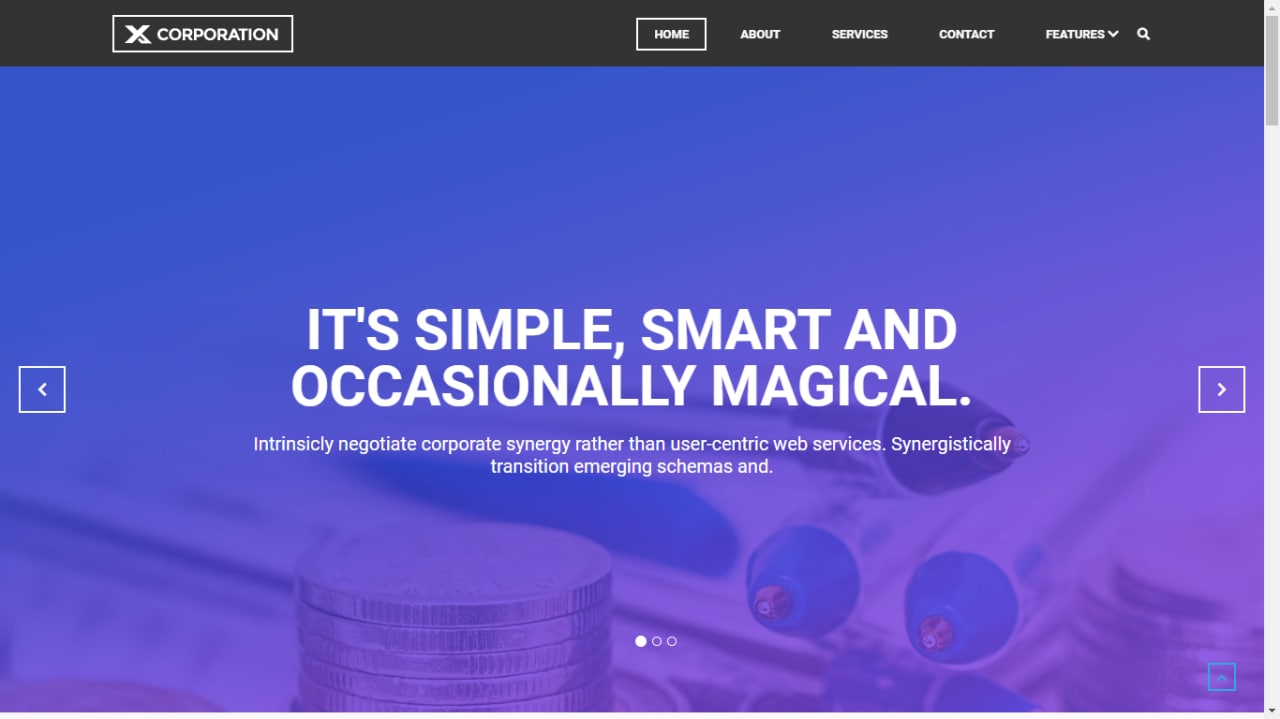 X CORPORATION
HOME
ABOUT
SERVICES
CONTACT
FEATURES
IT'S SIMPLE, SMART AND
OCCASIONALLY MAGICAL.
Intrinsicly negotiate corporate synergy rather than user-centric web services. Synergistically
transition emerging schemas and.